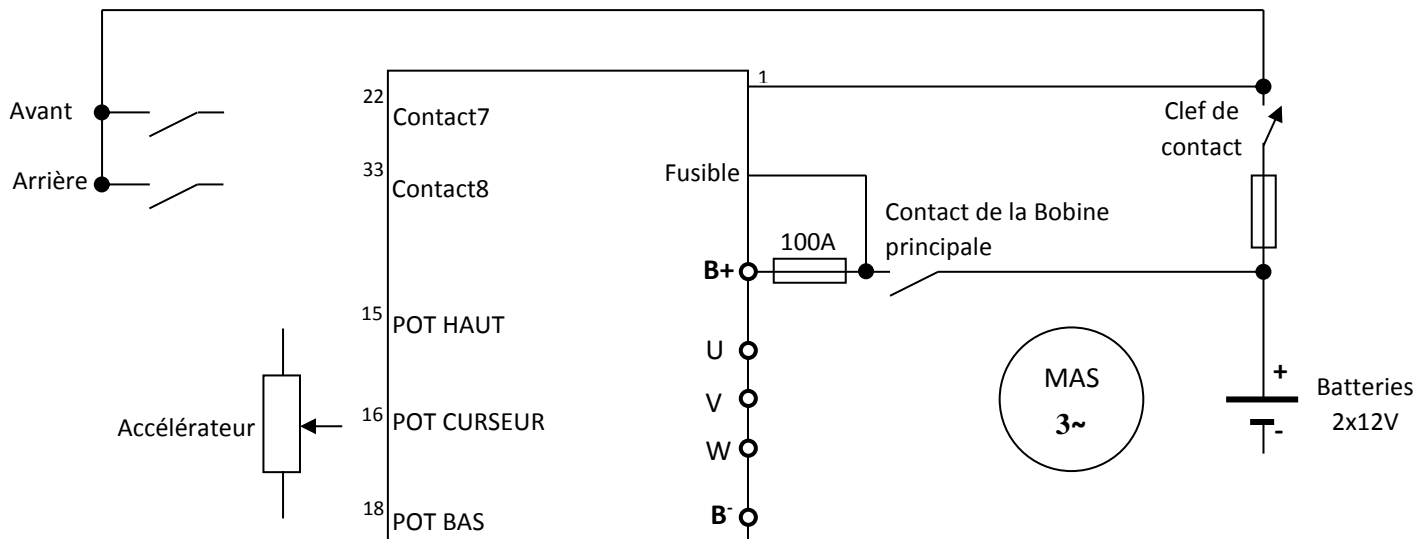 1
22
Avant
Contact7
Clef de
contact
33
Arrière
Contact8
Fusible
Contact de la Bobine
principale
100A
B+
15
POT HAUT
U
MAS
3~
+
-
Batteries
2x12V
V
16
POT CURSEUR
Accélérateur
W
18
POT BAS
B-